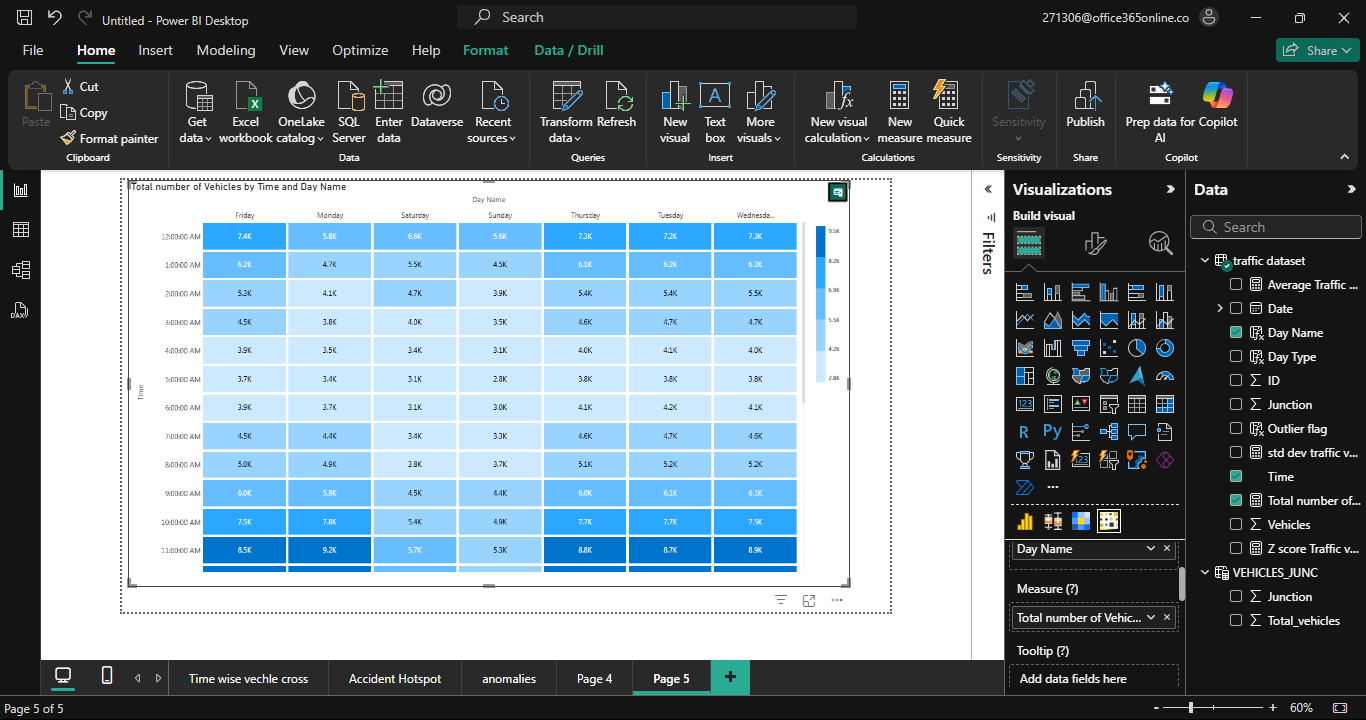 Untitled - Power BI Desktop
Search
271306@office365online.co
File Home Insert Modeling View Optimize Help Format Data / Drill
Share
Paste
Cut
Copy
Format painter
Clipboard
Get data
Excel workbook
OneLake catalog
SQL Server
Enter data
Dataverse
Recent sources
Data
Transform data
Refresh
Queries
New visual
Text box
More visuals
Insert
New visual calculation
New measure
Quick measure
Calculations
Sensitivity
Sensitivity
Publish
Share
Prep data for AI
Copilot
Copilot
Total number of Vehicles by Time and Day Name
Day Name
Friday Monday Saturday Sunday Thursday Tuesday Wednesda...
12:00:00 AM 7.4K 5.8K 6.6K 5.6K 7.3K 7.2K 7.3K
1:00:00 AM 6.2K 4.7K 5.5K 4.5K 6.1K 6.2K 6.2K
2:00:00 AM 5.3K 4.1K 4.7K 3.9K 5.4K 5.4K 5.5K
3:00:00 AM 4.5K 3.8K 4.0K 3.5K 4.6K 4.7K 4.7K
4:00:00 AM 3.9K 3.5K 3.4K 3.1K 4.0K 4.1K 4.0K
5:00:00 AM 3.7K 3.4K 3.1K 2.8K 3.8K 3.8K 3.8K
6:00:00 AM 3.9K 3.7K 3.1K 3.0K 4.1K 4.2K 4.1K
7:00:00 AM 4.5K 4.4K 3.4K 3.3K 4.6K 4.7K 4.6K
8:00:00 AM 5.0K 4.9K 3.8K 3.7K 5.1K 5.2K 5.2K
9:00:00 AM 6.0K 5.9K 4.5K 4.4K 6.0K 6.1K 6.1K
10:00:00 AM 7.5K 7.8K 5.4K 4.9K 7.7K 7.7K 7.5K
11:00:00 AM 8.5K 9.2K 5.7K 5.3K 8.8K 8.7K 8.9K
Time
9.5K
8.2K
6.9K
5.5K
4.2K
2.8K
Filters
Visualizations
Build visual
123
R Py
123
Day Name
Measure (?)
Total number of Vehic...
Tooltip (?)
Add data fields here
Data
Search
traffic dataset
Average Traffic ...
Date
Day Name
Day Type
ID
Junction
Outlier flag
std dev traffic v...
Time
Total number of...
Vehicles
Z score Traffic v...
VEHICLES_JUNC
Junction
Total_vehicles
DAX
Time wise vechle cross
Accident Hotspot
anomalies
Page 4
Page 5
+
Page 5 of 5
- + 60%